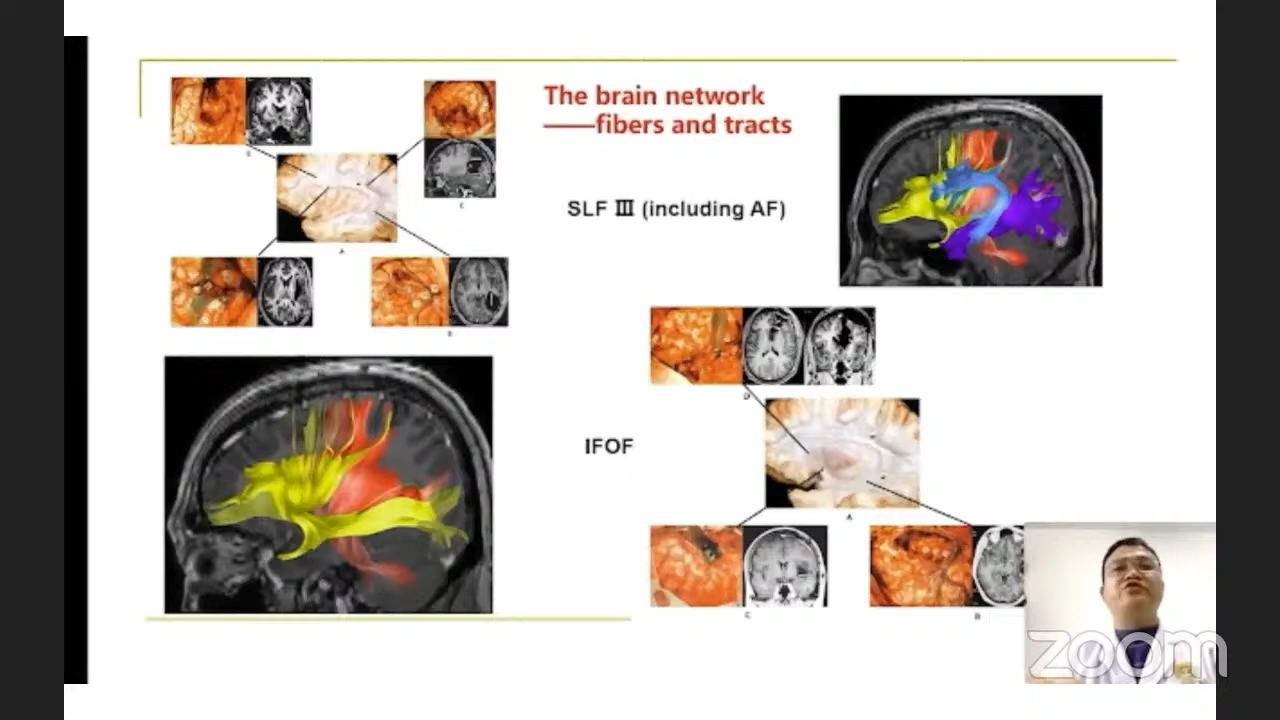 The brain network
——fibers and tracts
SLF Ⅲ (including AF)
C
A
B
D
IFOF
A
C
B
zoom